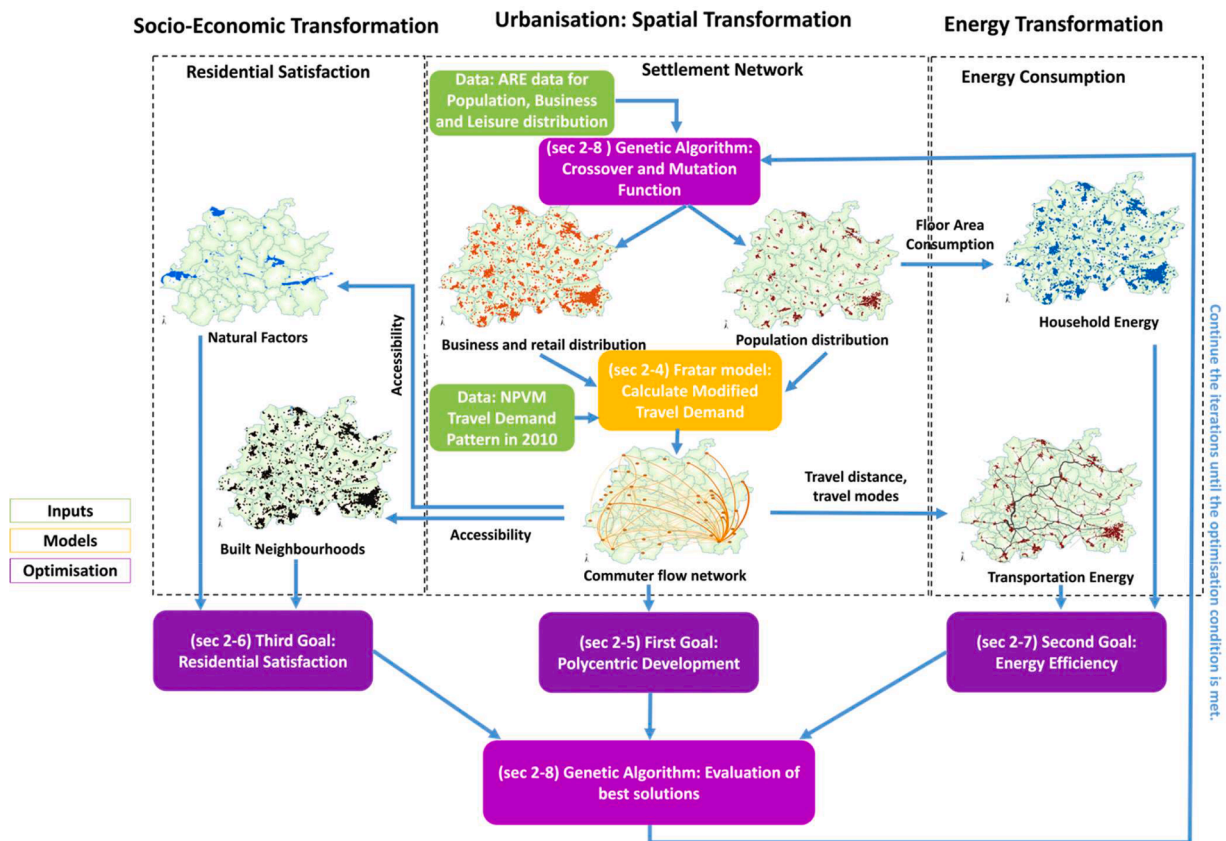 Socio-Economic Transformation
Urbanisation: Spatial Transformation
Energy Transformation
Residential Satisfaction
Settlement Network
Energy Consumption
Data: ARE data for
Population, Business
and Leisure distribution
(sec 2-8 ) Genetic Algorithm:
Crossover and Mutation
Function
Floor Area
Consumption
Natural Factors
Business and retail distribution
Population distribution
Household Energy
Accessibility
(sec 2-4) Fratar model:
Calculate Modified
Travel Demand
Data: NPVM
Travel Demand
Pattern in 2010
Travel distance,
travel modes
Accessibility
Built Neighbourhoods
Commuter flow network
Transportation Energy
Inputs
Models
Optimisation
(sec 2-6) Third Goal:
Residential Satisfaction
(sec 2-5) First Goal:
Polycentric Development
(sec 2-7) Second Goal:
Energy Efficiency
(sec 2-8) Genetic Algorithm: Evaluation of
best solutions
Continue the iterations until the optimisation condition is met.